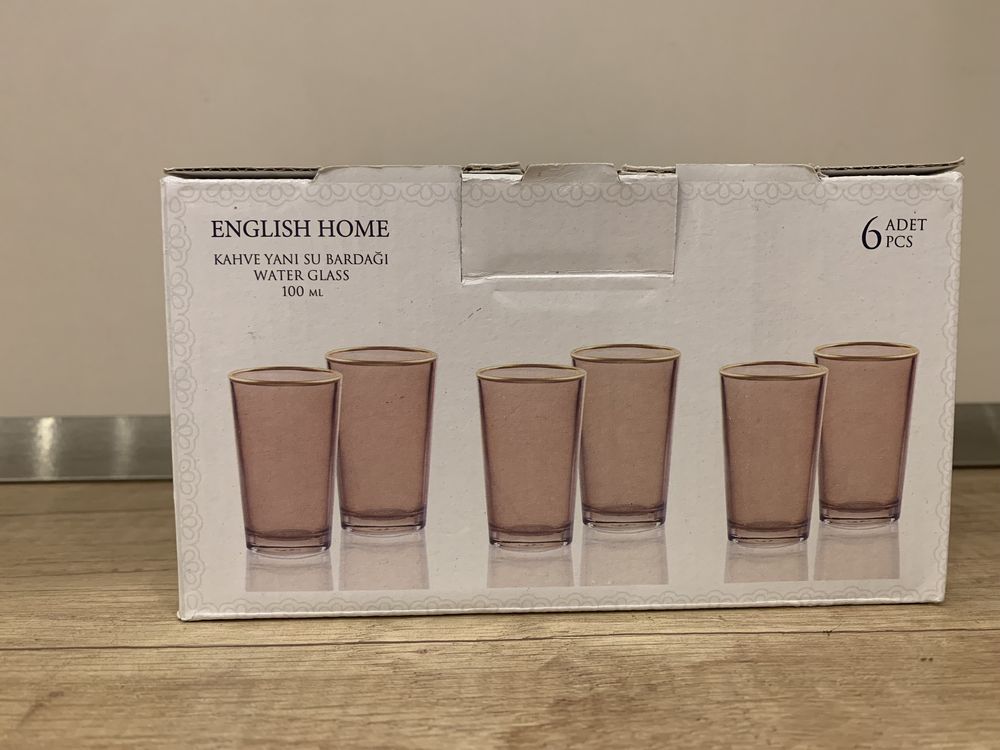 ENGLISH HOME
KAHVE YANI SU BARDAĞI
WATER GLASS
100 ML
6 ADET
PCS